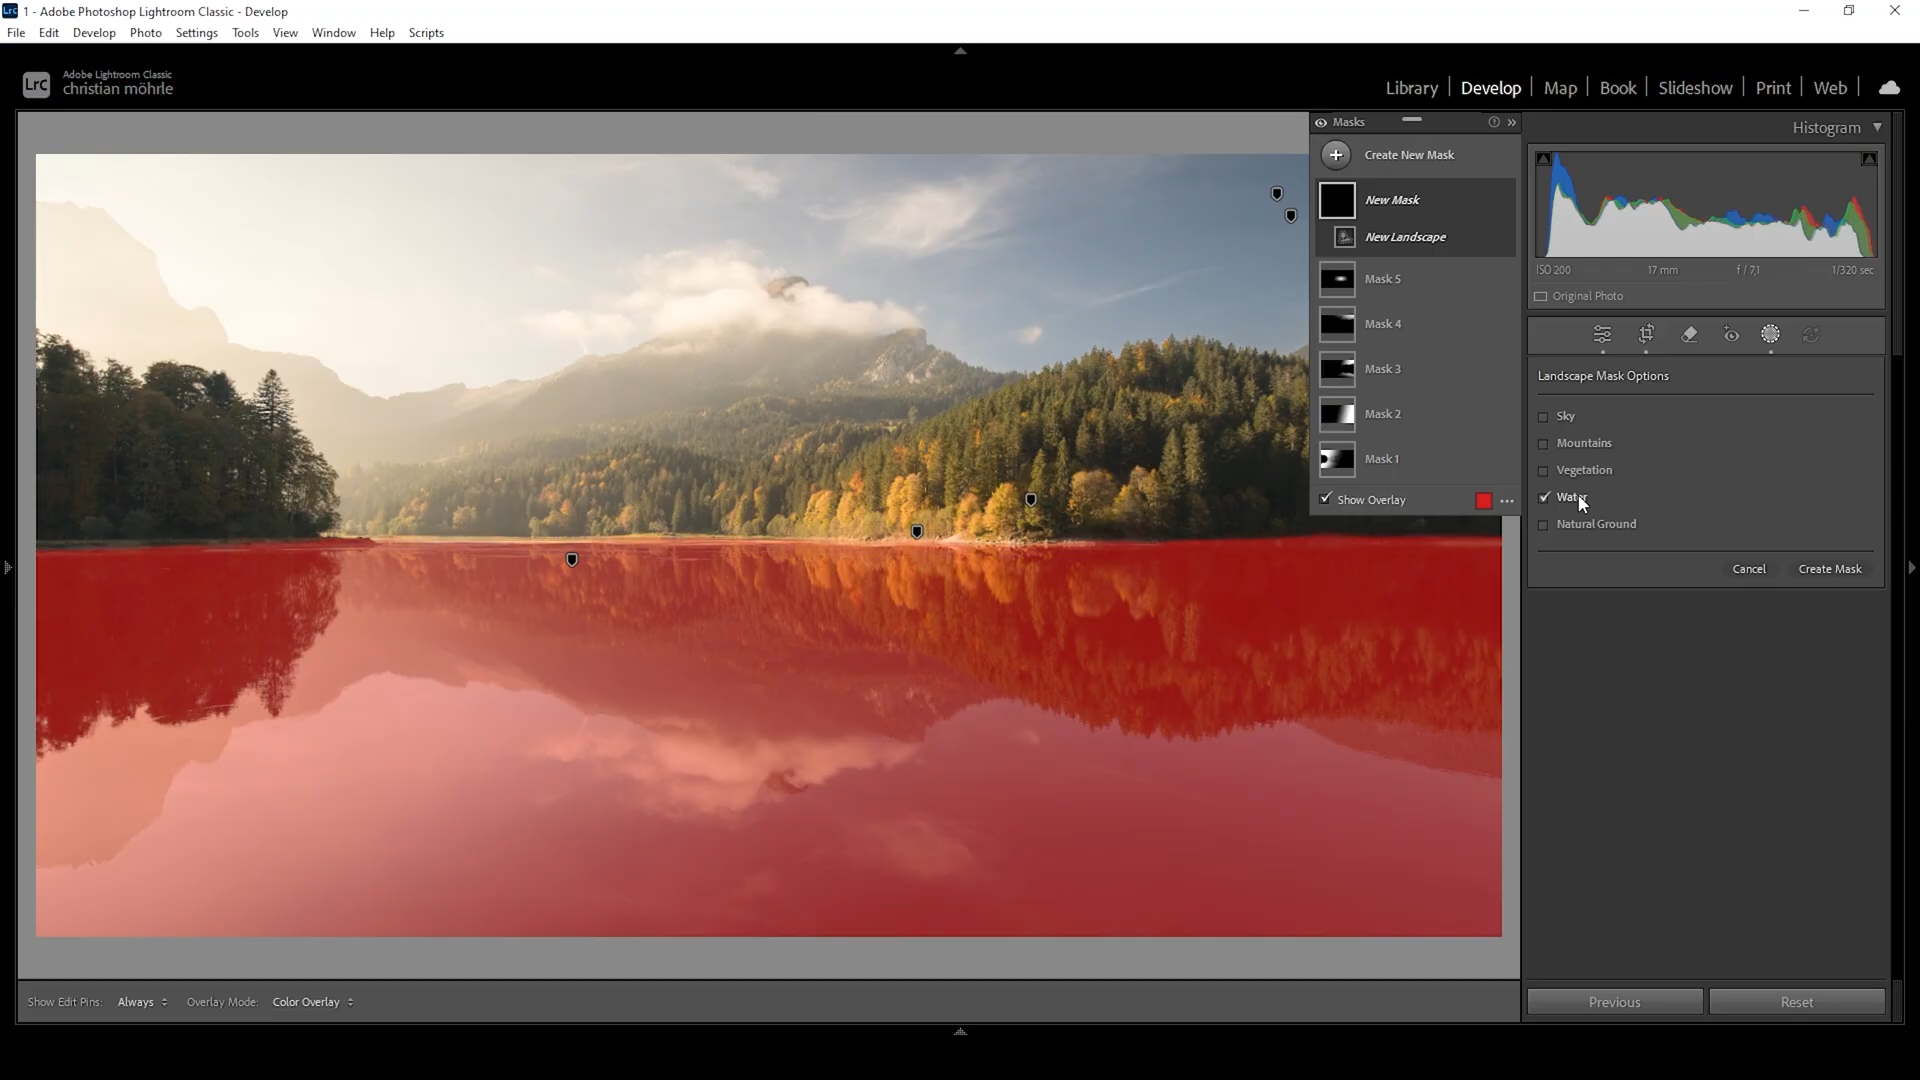 Lrc 1 - Adobe Photoshop Lightroom Classic - Develop
File Edit Develop Photo Settings Tools View Window Help Scripts
Lrc Adobe Lightroom Classic
christian möhrle
Library Develop Map Book Slideshow Print Web
Masks
Create New Mask
New Mask
New Landscape
Mask 5
Mask 4
Mask 3
Mask 2
Mask 1
Show Overlay
Histogram
ISO 200 17 mm f / 7,1 1/320 sec
Original Photo
Landscape Mask Options
Sky
Mountains
Vegetation
Water
Natural Ground
Cancel Create Mask
Show Edit Pins: Always Overlay Mode: Color Overlay
Previous Reset